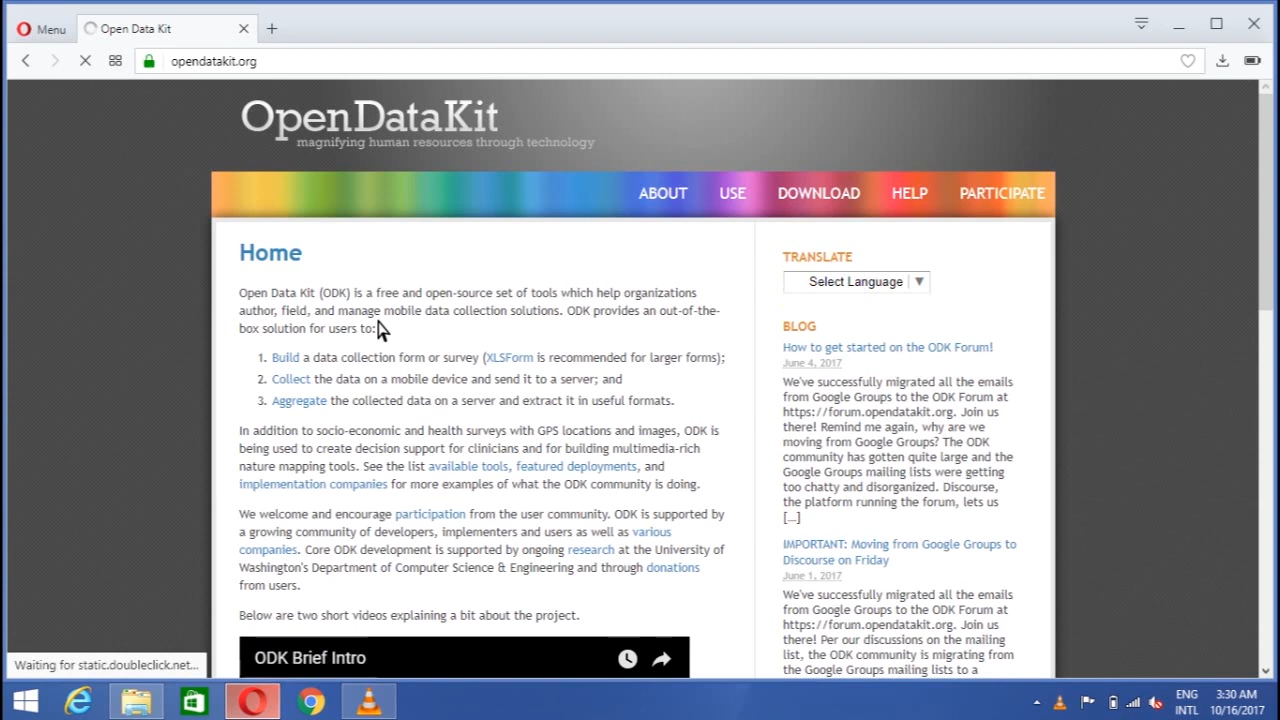 Menu
Open Data Kit
opendatakit.org
OpenDataKit
magnifying human resources through technology
ABOUT USE DOWNLOAD HELP PARTICIPATE
Home
Open Data Kit (ODK) is a free and open-source set of tools which help organizations
author, field, and manage mobile data collection solutions. ODK provides an out-of-the-
box solution for users to:
1. Build a data collection form or survey (XLSForm is recommended for larger forms);
2. Collect the data on a mobile device and send it to a server; and
3. Aggregate the collected data on a server and extract it in useful formats.
In addition to socio-economic and health surveys with GPS locations and images, ODK is
being used to create decision support for clinicians and for building multimedia-rich
nature mapping tools. See the list available tools, featured deployments, and
implementation companies for more examples of what the ODK community is doing.
We welcome and encourage participation from the user community. ODK is supported by
a growing community of developers, implementers and users as well as various
companies. Core ODK development is supported by ongoing research at the University of
Washington's Department of Computer Science & Engineering and through donations
from users.
Below are two short videos explaining a bit about the project.
ODK Brief Intro
TRANSLATE
Select Language
BLOG
How to get started on the ODK Forum!
June 4, 2017
We've successfully migrated all the emails
from Google Groups to the ODK Forum at
https://forum.opendatakit.org. Join us
there! Remind me again, why are we
moving from Google Groups? The ODK
community has gotten quite large and the
Google Groups mailing lists were getting
too chatty and disorganized. Discourse,
the platform running the forum, lets us
[...]
IMPORTANT: Moving from Google Groups to
Discourse on Friday
June 1, 2017
We've successfully migrated all the emails
from Google Groups to the ODK Forum at
https://forum.opendatakit.org. Join us
there! Per our discussions on the mailing
list, the ODK community is migrating from
the Google Groups mailing lists to a
Waiting for static.doubleclick.net...
ENG
INTL
3:30 AM
10/16/2017